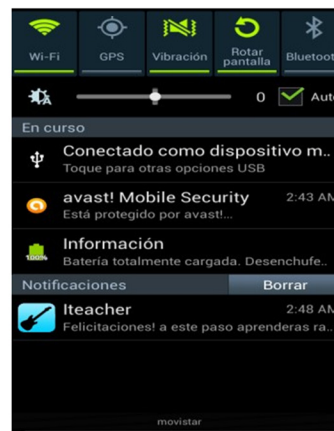 Wi-Fi
GPS
Vibración
Rotar
pantalla
Bluetoot
A
0
Auto
En curso
Conectado como dispositivo m..
Toque para otras opciones USB
avast! Mobile Security 2:43 AM
Está protegido por avast!...
Información
100%
Batería totalmente cargada. Desenchufe..
Notificaciones Borrar
Iteacher 2:48 AM
Felicitaciones! a este paso aprenderas ra..
movistar